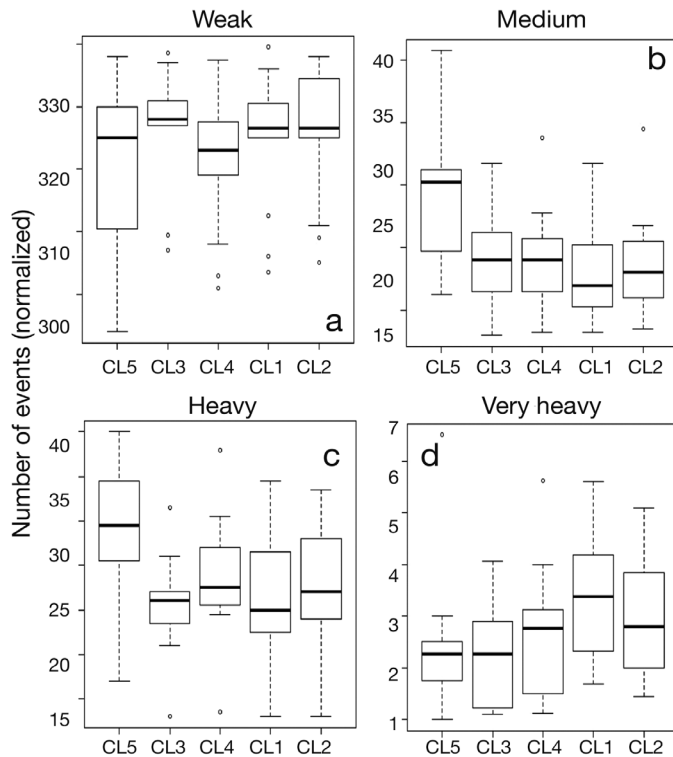 Weak
Medium
Number of events (normalized)
330
320
310
300
a
CL5 CL3 CL4 CL1 CL2
40
35
30
25
20
15
b
CL5 CL3 CL4 CL1 CL2
Heavy
Very heavy
40
35
30
25
20
15
c
CL5 CL3 CL4 CL1 CL2
7
6
5
4
3
2
1
d
CL5 CL3 CL4 CL1 CL2